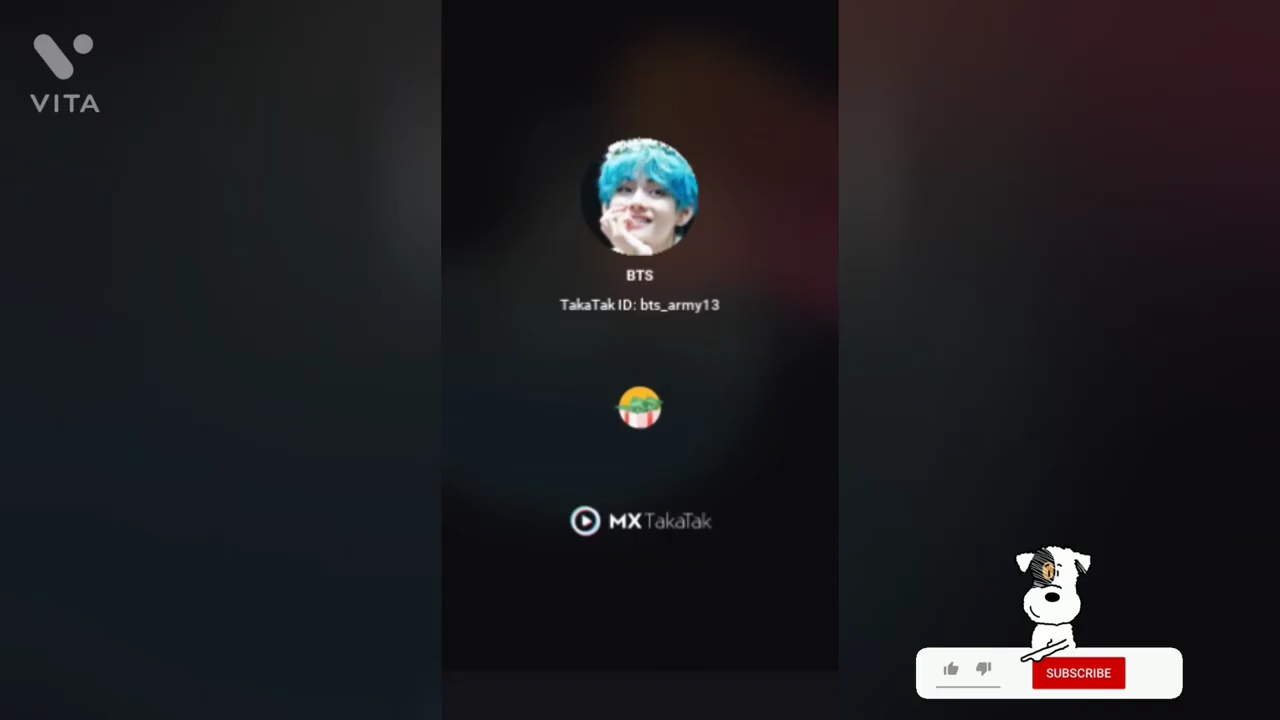 VITA
BTS
TakaTak ID: bts_army13
MX TakaTak
SUBSCRIBE